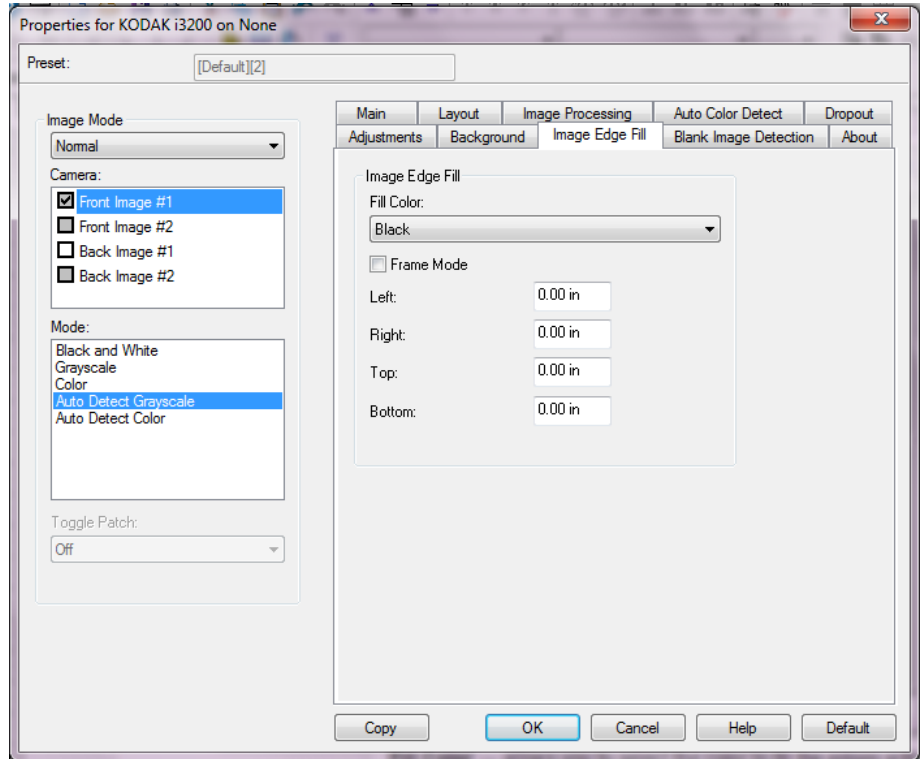 Properties for KODAK i3200 on None
Preset: [Default][2]
Image Mode
Normal
Camera:
Front Image #1
Front Image #2
Back Image #1
Back Image #2
Mode:
Black and White
Grayscale
Color
Auto Detect Grayscale
Auto Detect Color
Toggle Patch:
Off
Main Layout Image Processing Auto Color Detect Dropout
Adjustments Background Image Edge Fill Blank Image Detection About
Image Edge Fill
Fill Color:
Black
Frame Mode
Left: 0.00 in
Right: 0.00 in
Top: 0.00 in
Bottom: 0.00 in
Copy OK Cancel Help Default